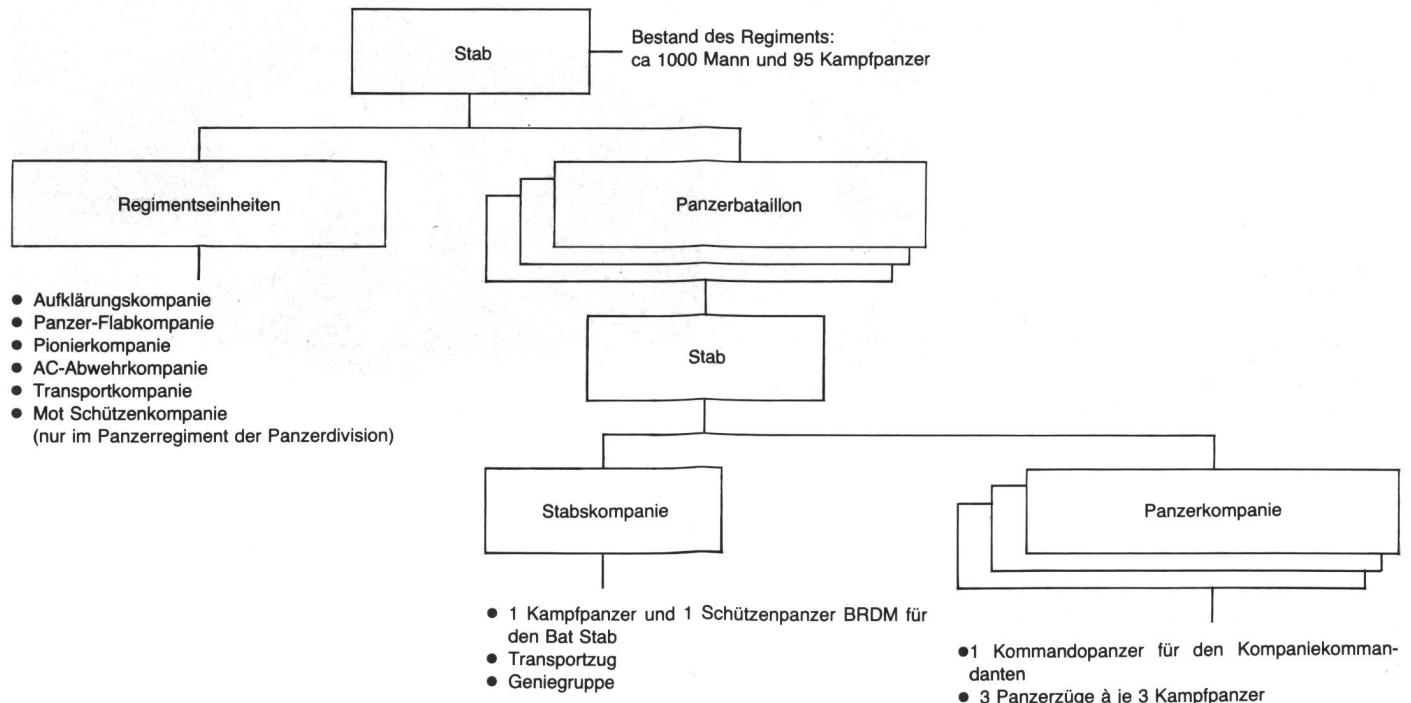 Stab
Bestand des Regiments:
ca 1000 Mann und 95 Kampfpanzer
Regimentseinheiten
Panzerbataillon
● Aufklärungskompanie
● Panzer-Flabkompanie
● Pionierkompanie
● AC-Abwehrkompanie
● Transportkompanie
● Mot Schützenkompanie
(nur im Panzerregiment der Panzerdivision)
Stab
Stabskompanie
Panzerkompanie
● 1 Kampfpanzer und 1 Schützenpanzer BRDM für
den Bat Stab
● Transportzug
● Geniegruppe
● 1 Kommandopanzer für den Kompaniekomman-
danten
● 3 Panzerzüge à je 3 Kampfpanzer